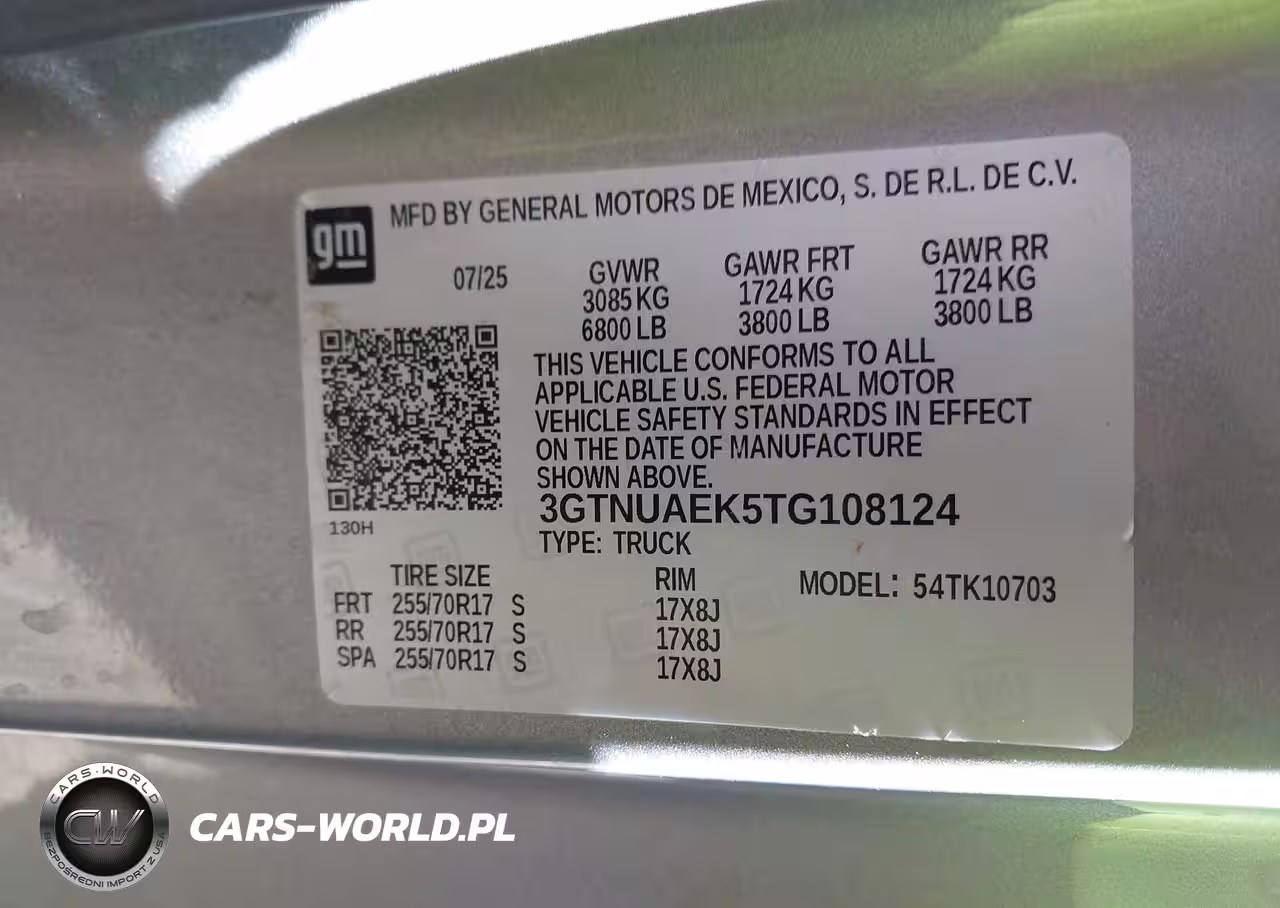 gm
MFD BY GENERAL MOTORS DE MEXICO, S. DE R.L. DE C.V.
07/25
GVWR GAWR FRT GAWR RR
3085 KG 1724 KG 1724 KG
6800 LB 3800 LB 3800 LB
THIS VEHICLE CONFORMS TO ALL
APPLICABLE U.S. FEDERAL MOTOR
VEHICLE SAFETY STANDARDS IN EFFECT
ON THE DATE OF MANUFACTURE
SHOWN ABOVE.
3GTNUAEK5TG108124
130H
TYPE: TRUCK
TIRE SIZE RIM MODEL: 54TK10703
FRT 255/70R17 S 17X8J
RR 255/70R17 S 17X8J
SPA 255/70R17 S 17X8J
CARS-WORLD
CW
BEZPOŚREDNI IMPORT Z USA
CARS-WORLD.PL